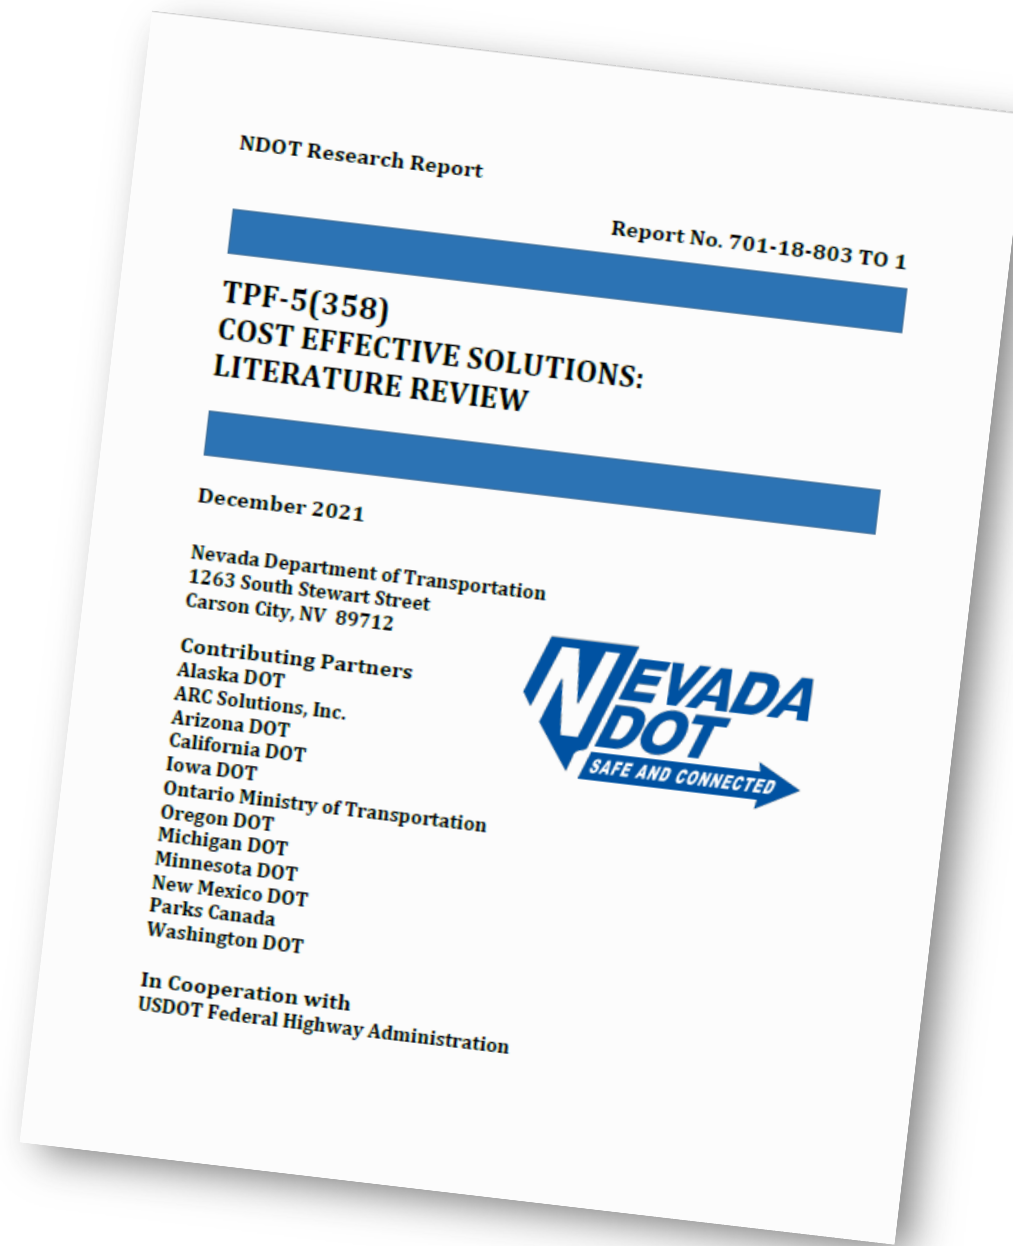 NDOT Research Report
Report No. 701-18-803 TO 1
TPF-5(358)
COST EFFECTIVE SOLUTIONS:
LITERATURE REVIEW
December 2021
Nevada Department of Transportation
1263 South Stewart Street
Carson City, NV  89712
Contributing Partners
Alaska DOT
ARC Solutions, Inc.
Arizona DOT
California DOT
Iowa DOT
Ontario Ministry of Transportation
Oregon DOT
Michigan DOT
Minnesota DOT
New Mexico DOT
Parks Canada
Washington DOT
In Cooperation with
USDOT Federal Highway Administration
NEVADA
DOT
SAFE AND CONNECTED